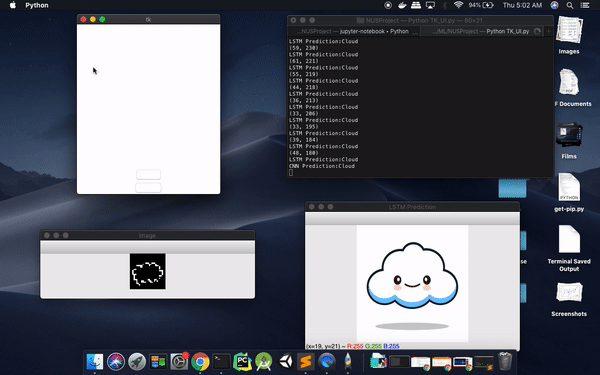 Python
94%
Thu 5:02 AM
tk
NUSProject — Python TK_UI.py — 80×21
...NUSProject — jupyter-notebook • Python
.../ML/NUSProject — Python TK_UI.py
LSTM Prediction:Cloud
(59, 230)
LSTM Prediction:Cloud
(61, 221)
LSTM Prediction:Cloud
(55, 219)
LSTM Prediction:Cloud
(44, 218)
LSTM Prediction:Cloud
(36, 213)
LSTM Prediction:Cloud
(33, 206)
LSTM Prediction:Cloud
(33, 195)
LSTM Prediction:Cloud
(39, 184)
LSTM Prediction:Cloud
(48, 180)
LSTM Prediction:Cloud
CNN Prediction:Cloud
Images
F Documents
Films
PYTHON
get-pip.py
Terminal Saved
Output
Screenshots
Image
LSTM Prediction
(x=19, y=21) ~ R:255 G:255 B:255
se
PC